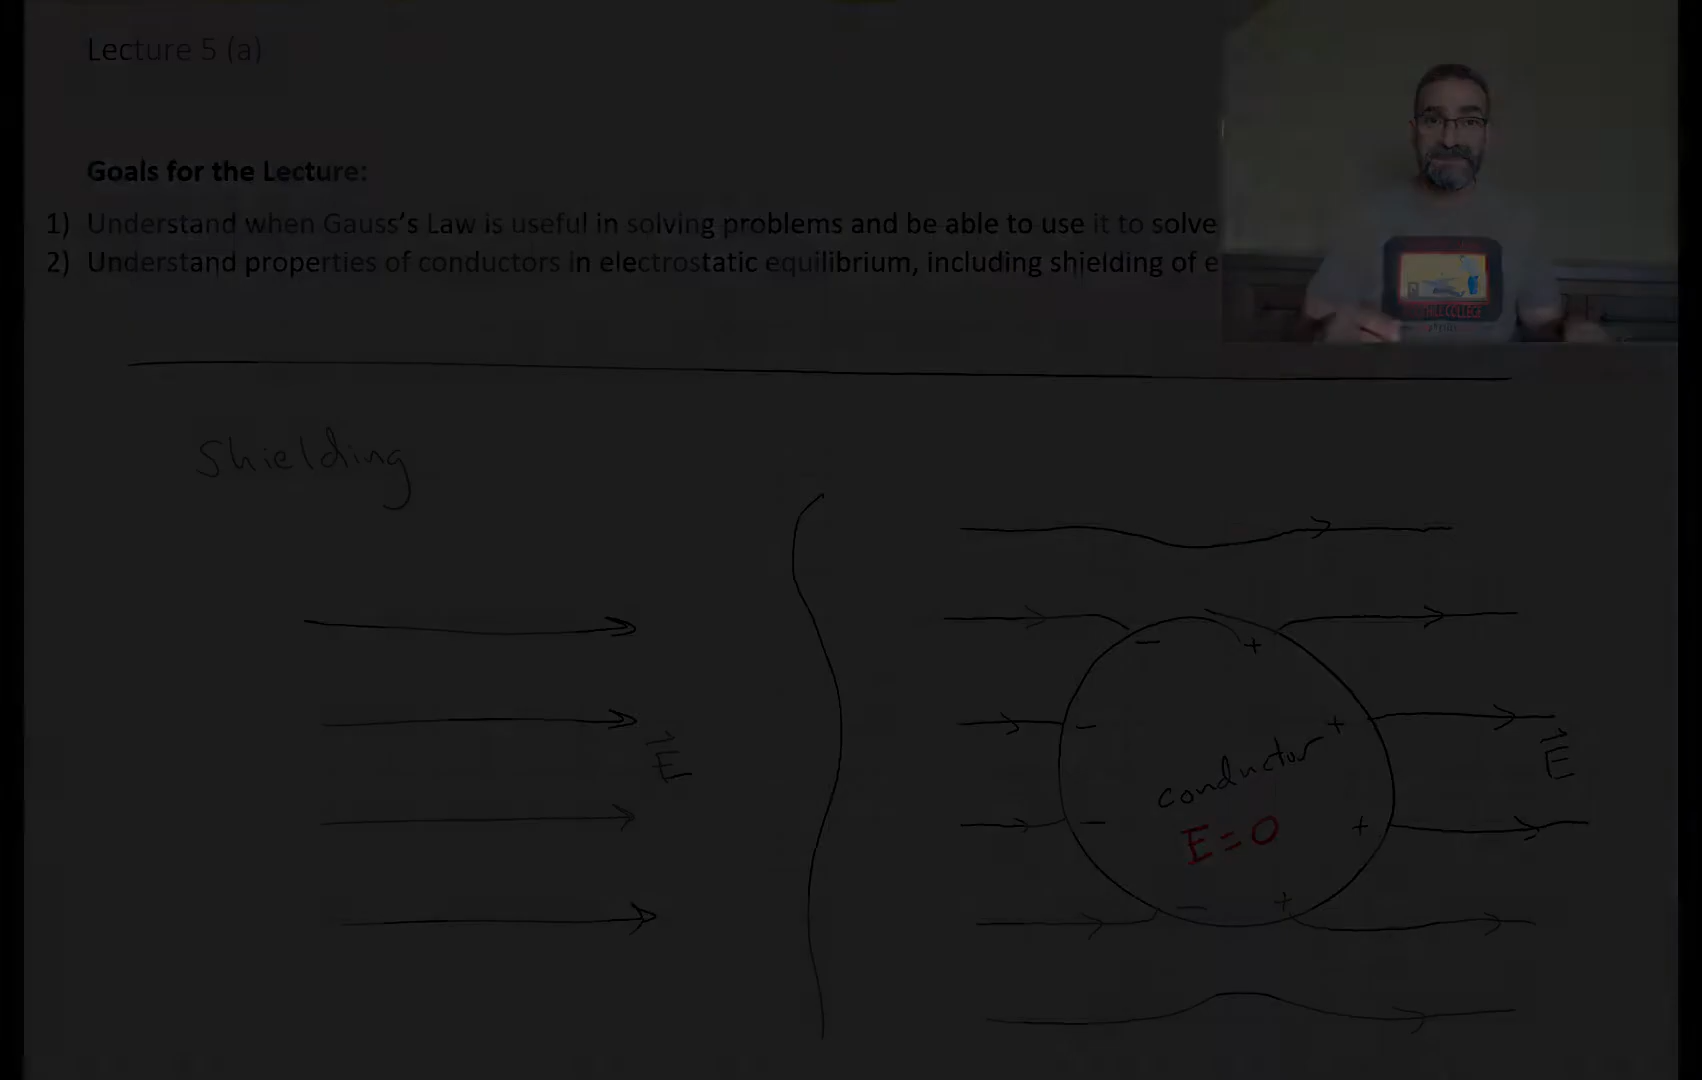 Lecture 5 (a)
Goals for the Lecture:
1) Understand when Gauss's Law is useful in solving problems and be able to use it to solve
2) Understand properties of conductors in electrostatic equilibrium, including shielding of e
Shielding
E
- +
- +
conductor
E
E=0
- +
- +